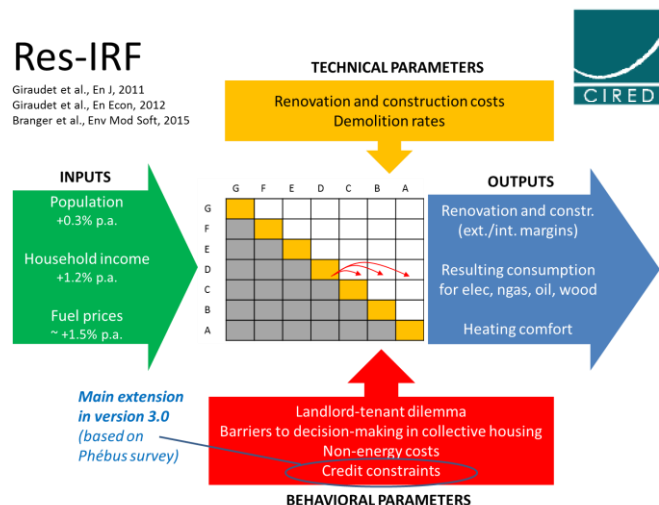 Res-IRF
Giraudet et al., En J, 2011
Giraudet et al., En Econ, 2012
Branger et al., Env Mod Soft, 2015
CIRED
TECHNICAL PARAMETERS
Renovation and construction costs
Demolition rates
INPUTS
Population
+0.3% p.a.
Household income
+1.2% p.a.
Fuel prices
~ +1.5% p.a.
G F E D C B A
G
F
E
D
C
B
A
OUTPUTS
Renovation and constr.
(ext./int. margins)
Resulting consumption
for elec, ngas, oil, wood
Heating comfort
Main extension
in version 3.0
(based on
Phébus survey)
Landlord-tenant dilemma
Barriers to decision-making in collective housing
Non-energy costs
Credit constraints
BEHAVIORAL PARAMETERS